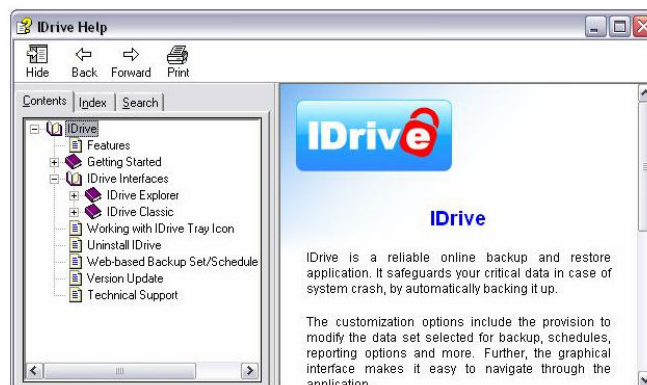 IDrive Help
Hide Back Forward Print
Contents Index Search
IDrive
Features
Getting Started
IDrive Interfaces
IDrive Explorer
IDrive Classic
Working with IDrive Tray Icon
Uninstall IDrive
Web-based Backup Set/Schedule
Version Update
Technical Support
IDrive
IDrive
IDrive is a reliable online backup and restore
application. It safeguards your critical data in case of
system crash, by automatically backing it up.
The customization options include the provision to
modify the data set selected for backup, schedules,
reporting options and more. Further, the graphical
interface makes it easy to navigate through the
application.